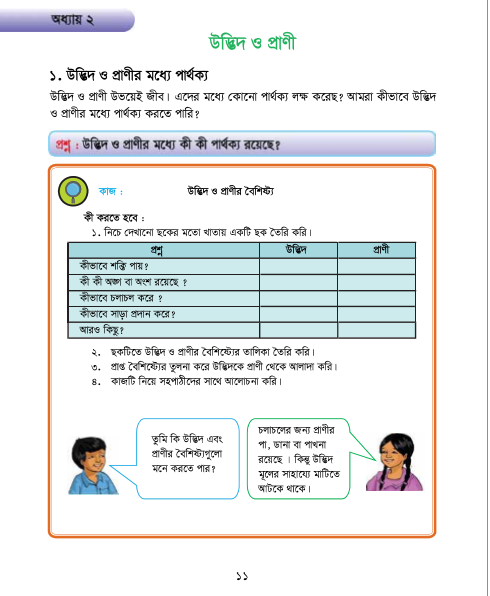 অধ্যায় ২
উদ্ভিদ ও প্রাণী
১. উদ্ভিদ ও প্রাণীর মধ্যে পার্থক্য
উদ্ভিদ ও প্রাণী উভয়েই জীব। এদের মধ্যে কোনো পার্থক্য লক্ষ করেছ? আমরা কীভাবে উদ্ভিদ
ও প্রাণীর মধ্যে পার্থক্য করতে পারি?
প্রশ্ন : উদ্ভিদ ও প্রাণীর মধ্যে কী কী পার্থক্য রয়েছে?
কাজ : উদ্ভিদ ও প্রাণীর বৈশিষ্ট্য
কী করতে হবে :
১. নিচে দেখানো ছকের মতো খাতায় একটি ছক তৈরি করি।
প্রশ্ন উদ্ভিদ প্রাণী
কীভাবে শক্তি পায়?
কী কী অঙ্গ বা অংশ রয়েছে ?
কীভাবে চলাচল করে ?
কীভাবে সাড়া প্রদান করে?
আরও কিছু?
২. ছকটিতে উদ্ভিদ ও প্রাণীর বৈশিষ্ট্যের তালিকা তৈরি করি।
৩. প্রাপ্ত বৈশিষ্ট্যের তুলনা করে উদ্ভিদকে প্রাণী থেকে আলাদা করি।
৪. কাজটি নিয়ে সহপাঠীদের সাথে আলোচনা করি।
তুমি কি উদ্ভিদ এবং
প্রাণীর বৈশিষ্ট্যগুলো
মনে করতে পার?
চলাচলের জন্য প্রাণীর
পা, ডানা বা পাখনা
রয়েছে । কিন্তু উদ্ভিদ
মূলের সাহায্যে মাটিতে
আটকে থাকে।
১১